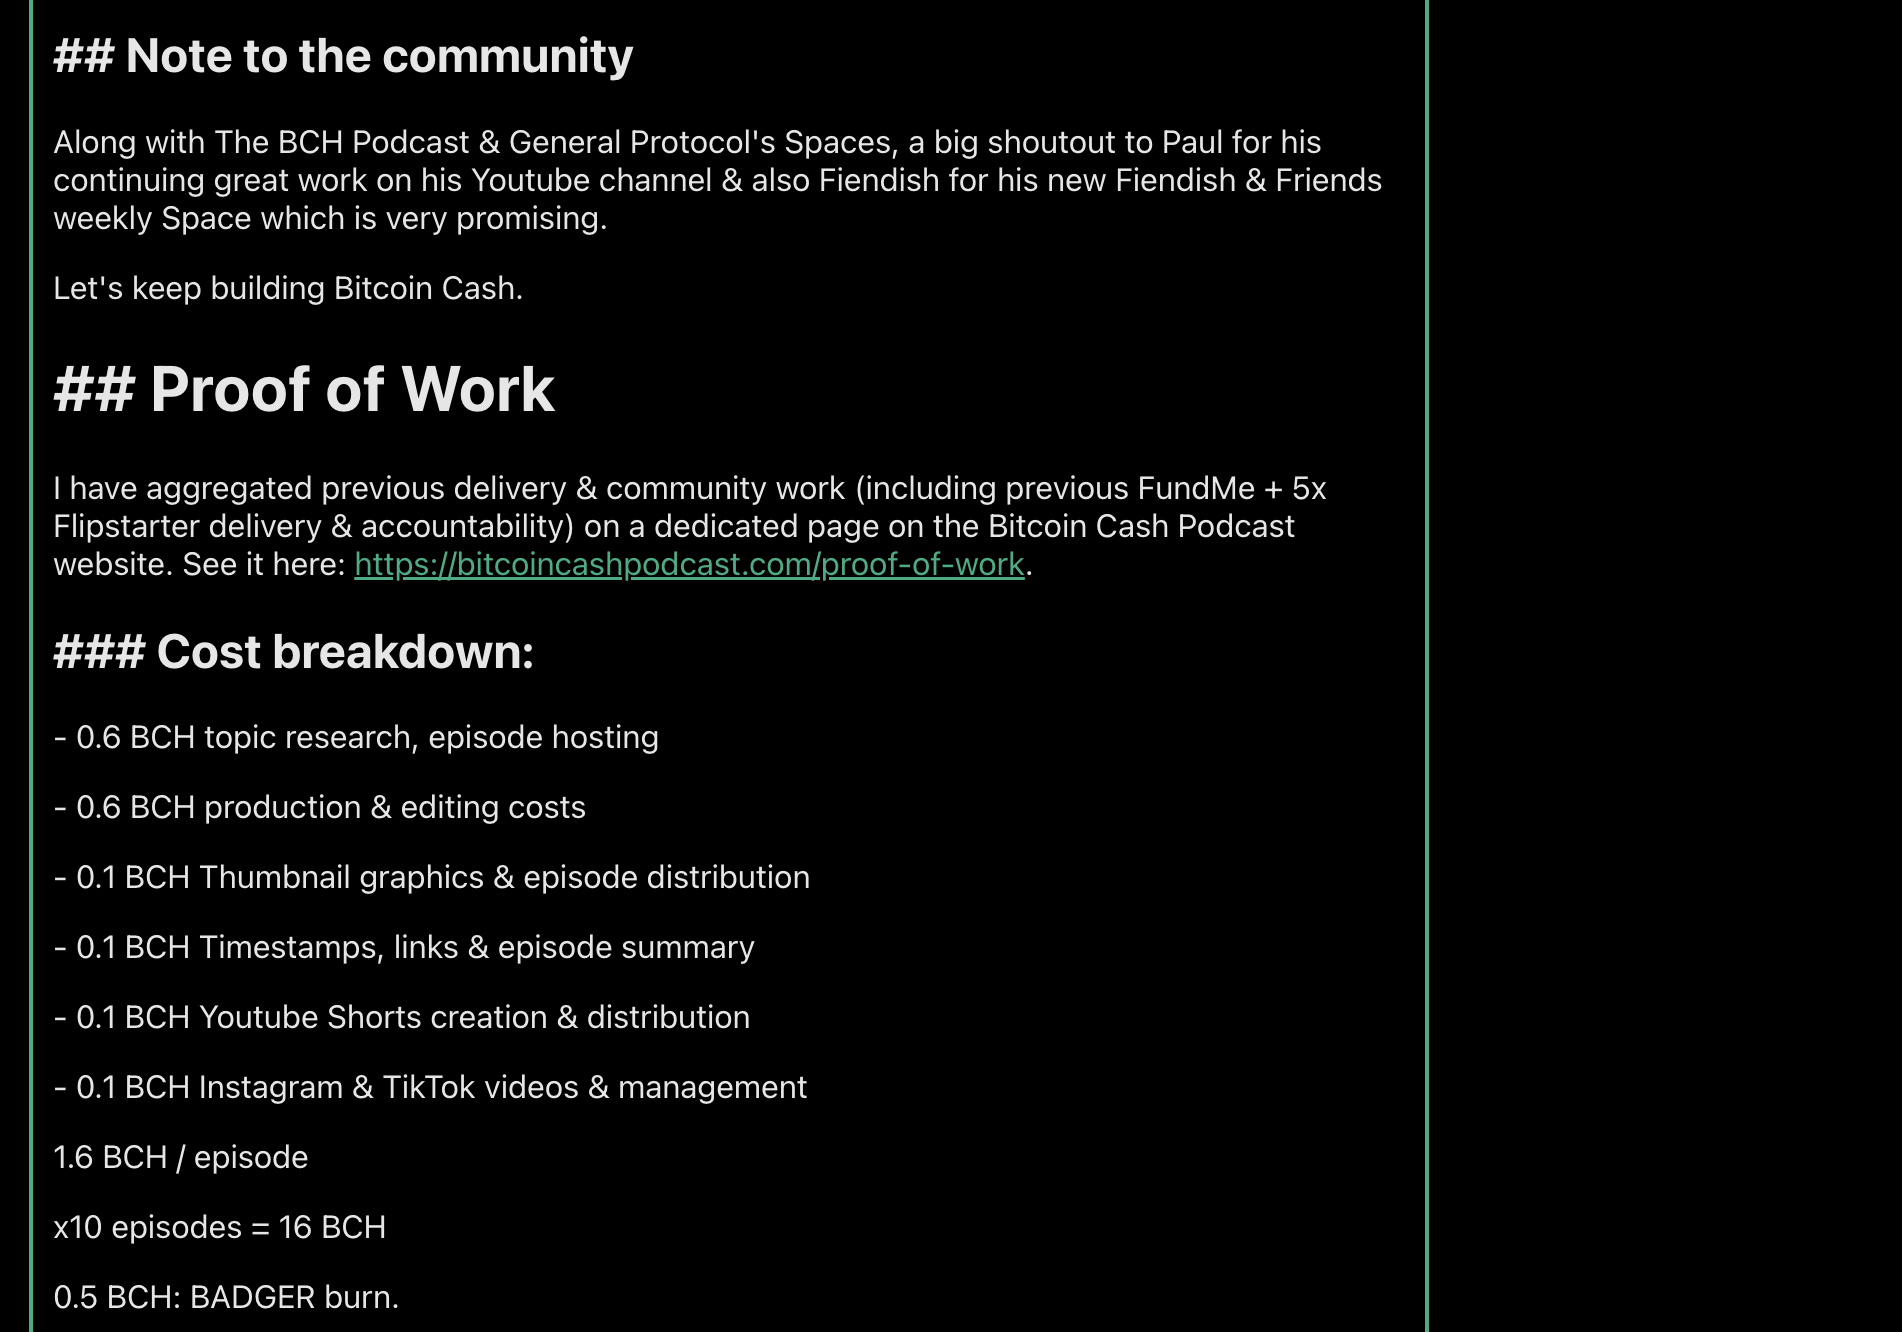 ## Note to the community
Along with The BCH Podcast & General Protocol's Spaces, a big shoutout to Paul for his
continuing great work on his Youtube channel & also Fiendish for his new Fiendish & Friends
weekly Space which is very promising.
Let's keep building Bitcoin Cash.
## Proof of Work
I have aggregated previous delivery & community work (including previous FundMe + 5x
Flipstarter delivery & accountability) on a dedicated page on the Bitcoin Cash Podcast
website. See it here: https://bitcoincashpodcast.com/proof-of-work.
### Cost breakdown:
- 0.6 BCH topic research, episode hosting
- 0.6 BCH production & editing costs
- 0.1 BCH Thumbnail graphics & episode distribution
- 0.1 BCH Timestamps, links & episode summary
- 0.1 BCH Youtube Shorts creation & distribution
- 0.1 BCH Instagram & TikTok videos & management
1.6 BCH / episode
x10 episodes = 16 BCH
0.5 BCH: BADGER burn.